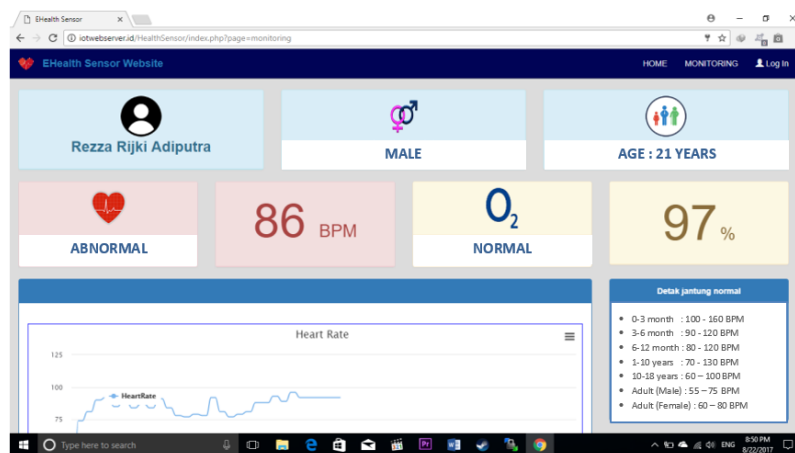 EHealth Sensor
iotwebserver.id/HealthSensor/index.php?page=monitoring
EHealth Sensor Website
HOME MONITORING Log In
Rezza Rijki Adiputra
MALE
AGE : 21 YEARS
ABNORMAL
86 BPM
O2
NORMAL
97 %
Heart Rate
125
100
75
HeartRate
Detak jantung normal
0-3 month : 100 - 160 BPM
3-6 month : 90 - 120 BPM
6-12 month : 80 - 120 BPM
1-10 years : 70 - 130 BPM
10-18 years : 60 – 100 BPM
Adult (Male) : 55 – 75 BPM
Adult (Female) : 60 – 80 BPM
Type here to search
Pr
ENG
8:50 PM
8/22/2017